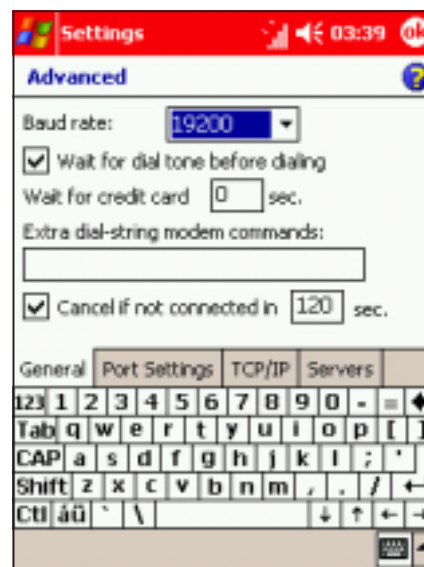 Settings 03:39 ok
Advanced ?
Baud rate: 19200
Wait for dial tone before dialing
Wait for credit card 0 sec.
Extra dial-string modem commands:
Cancel if not connected in 120 sec.
General Port Settings TCP/IP Servers
123 1 2 3 4 5 6 7 8 9 0 - =
Tab q w e r t y u i o p [ ]
CAP a s d f g h j k l ; '
Shift z x c v b n m , . /
Ctl áü ` \